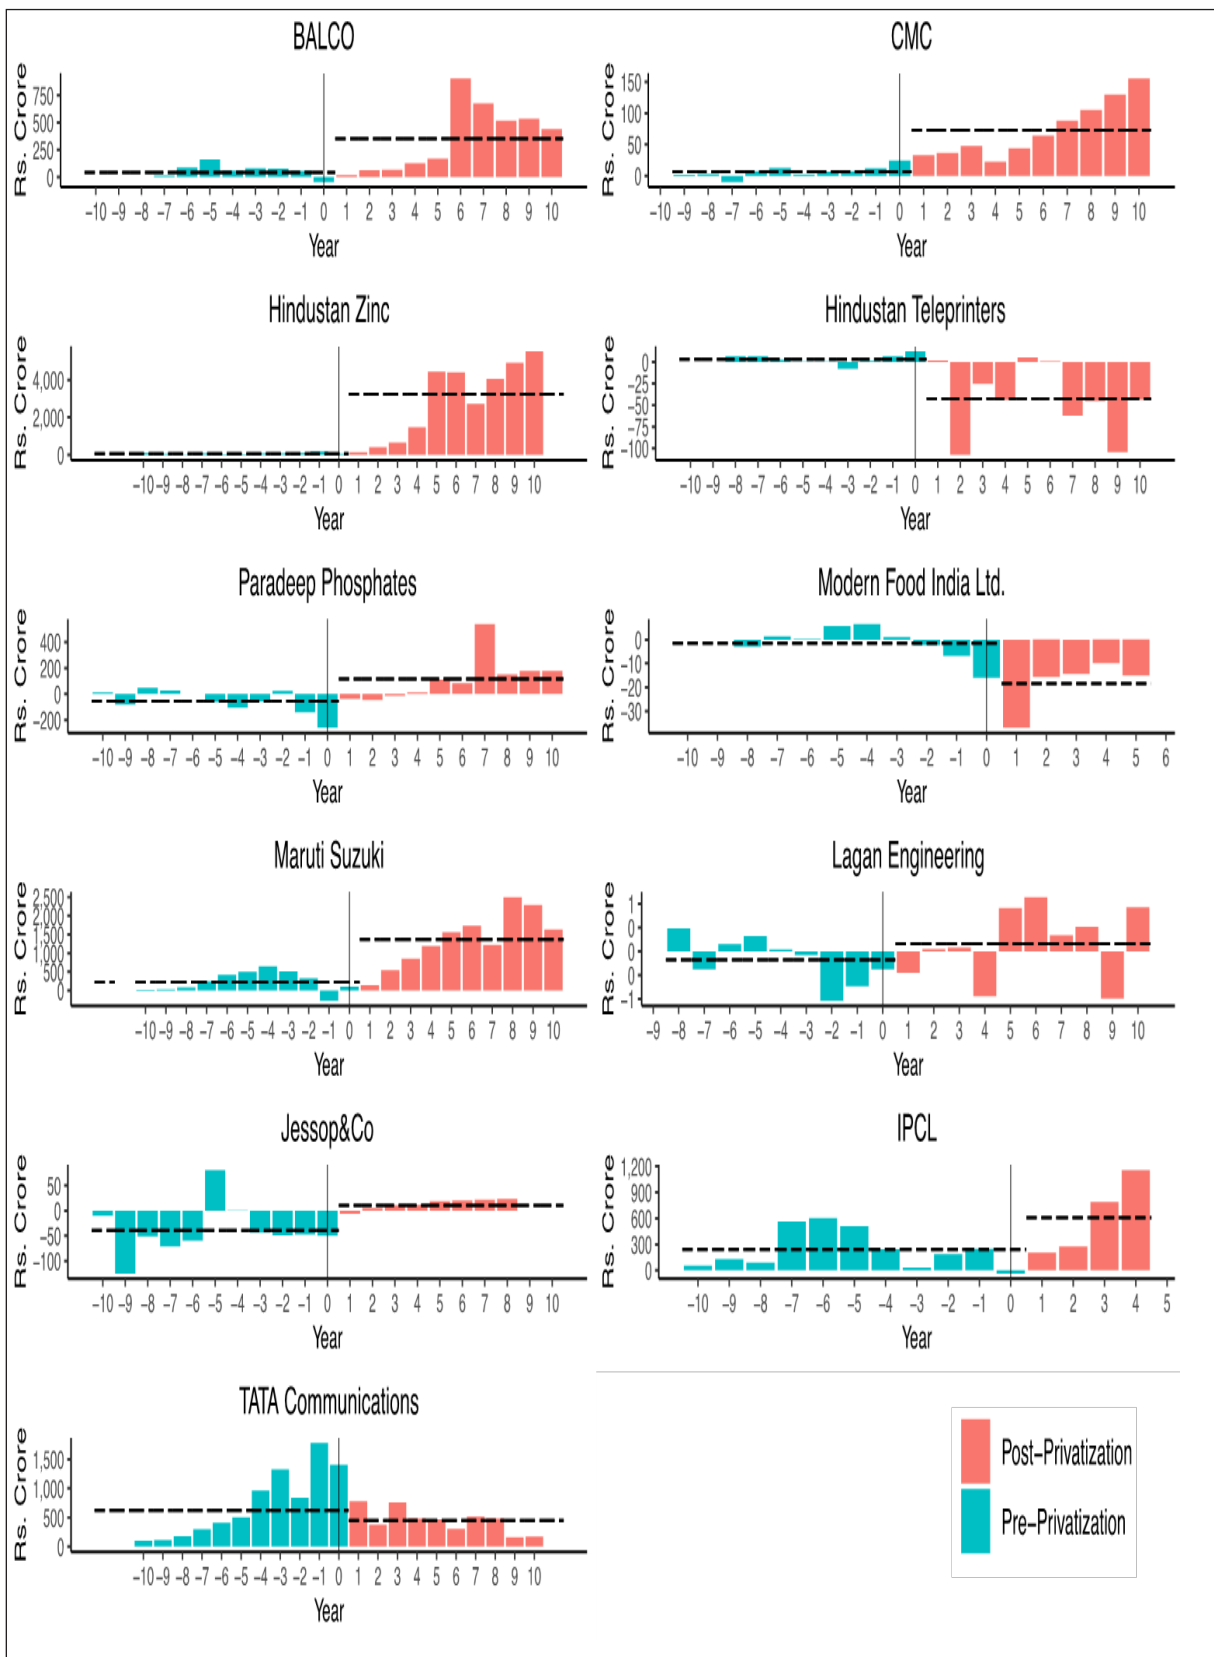 BALCO
Rs. Crore
750
500
250
0
-10 -9 -8 -7 -6 -5 -4 -3 -2 -1 0 1 2 3 4 5 6 7 8 9 10
Year
CMC
Rs. Crore
150
100
50
0
-10 -9 -8 -7 -6 -5 -4 -3 -2 -1 0 1 2 3 4 5 6 7 8 9 10
Year
Hindustan Zinc
Rs. Crore
4,000
2,000
0
-10 -9 -8 -7 -6 -5 -4 -3 -2 -1 0 1 2 3 4 5 6 7 8 9 10
Year
Hindustan Teleprinters
Rs. Crore
0
-25
-50
-75
-100
-10 -9 -8 -7 -6 -5 -4 -3 -2 -1 0 1 2 3 4 5 6 7 8 9 10
Year
Paradeep Phosphates
Rs. Crore
400
200
0
-200
-10 -9 -8 -7 -6 -5 -4 -3 -2 -1 0 1 2 3 4 5 6 7 8 9 10
Year
Modern Food India Ltd.
Rs. Crore
0
-10
-20
-30
-10 -9 -8 -7 -6 -5 -4 -3 -2 -1 0 1 2 3 4 5 6
Year
Maruti Suzuki
Rs. Crore
2,500
2,000
1,500
1,000
500
0
-10 -9 -8 -7 -6 -5 -4 -3 -2 -1 0 1 2 3 4 5 6 7 8 9 10
Year
Lagan Engineering
Rs. Crore
1
0
0
0
-1
-9 -8 -7 -6 -5 -4 -3 -2 -1 0 1 2 3 4 5 6 7 8 9 10
Year
Jessop&Co
Rs. Crore
50
0
-50
-100
-10 -9 -8 -7 -6 -5 -4 -3 -2 -1 0 1 2 3 4 5 6 7 8 9 10
Year
IPCL
Rs. Crore
1,200
900
600
300
0
-10 -9 -8 -7 -6 -5 -4 -3 -2 -1 0 1 2 3 4 5
Year
TATA Communications
Rs. Crore
1,500
1,000
500
0
-10 -9 -8 -7 -6 -5 -4 -3 -2 -1 0 1 2 3 4 5 6 7 8 9 10
Year
Post-Privatization
Pre-Privatization